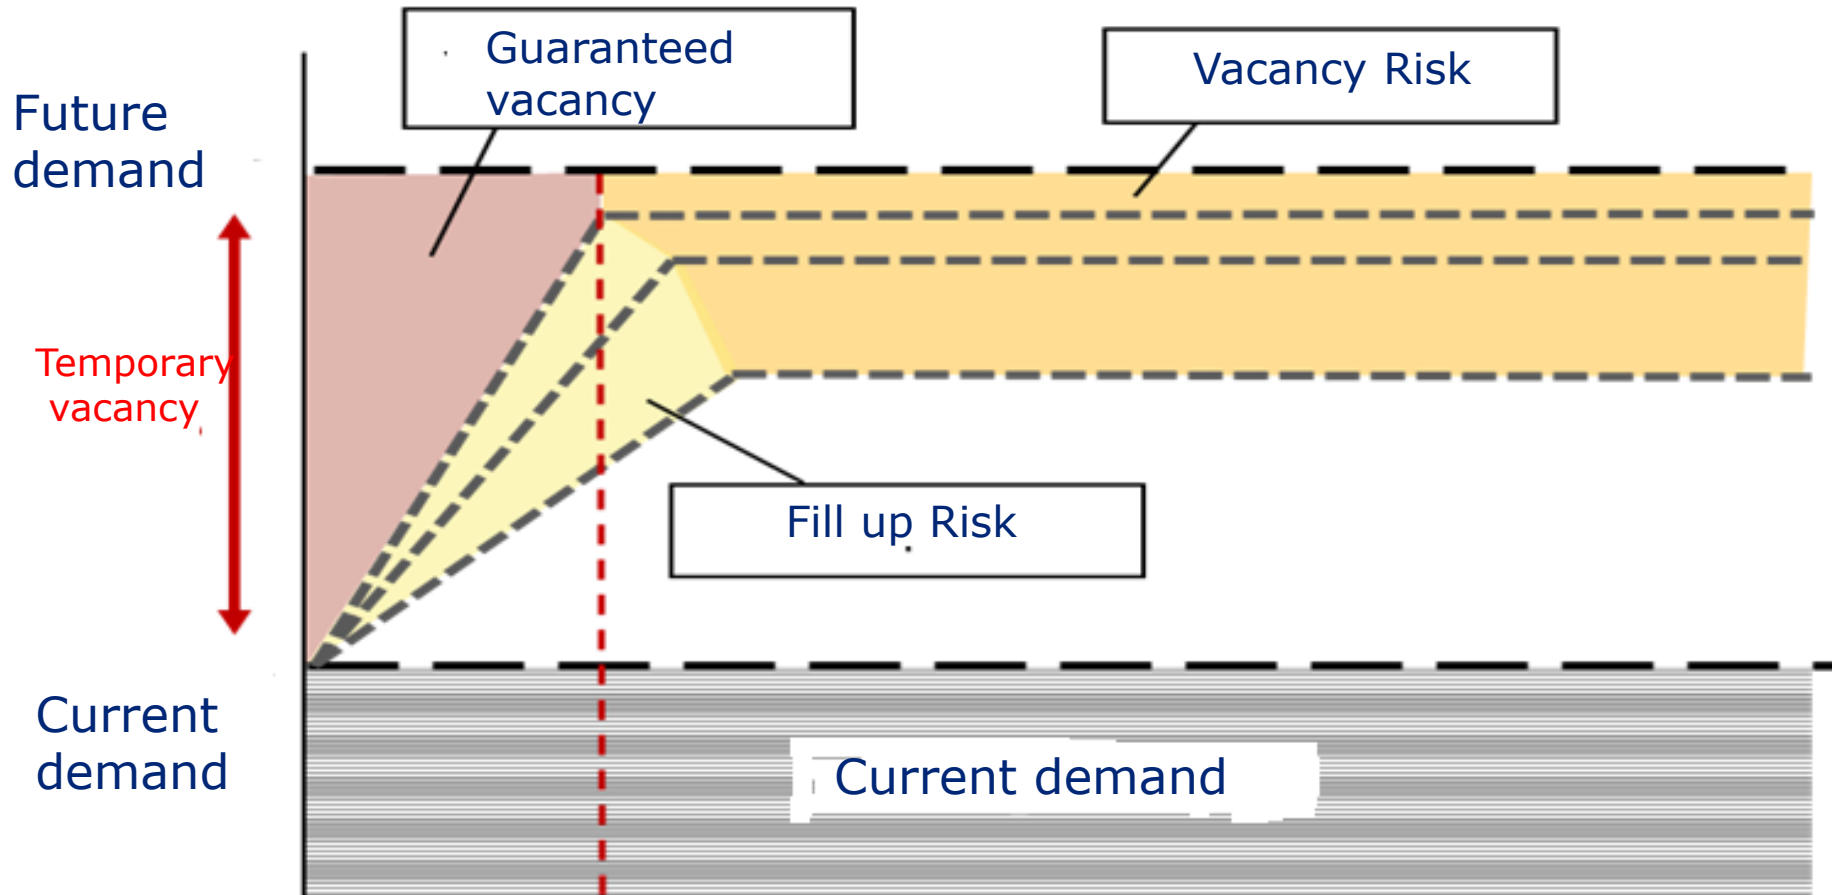 Guaranteed
vacancy
Vacancy Risk
Future
demand
Temporary
vacancy
Fill up Risk
Current
demand
Current demand